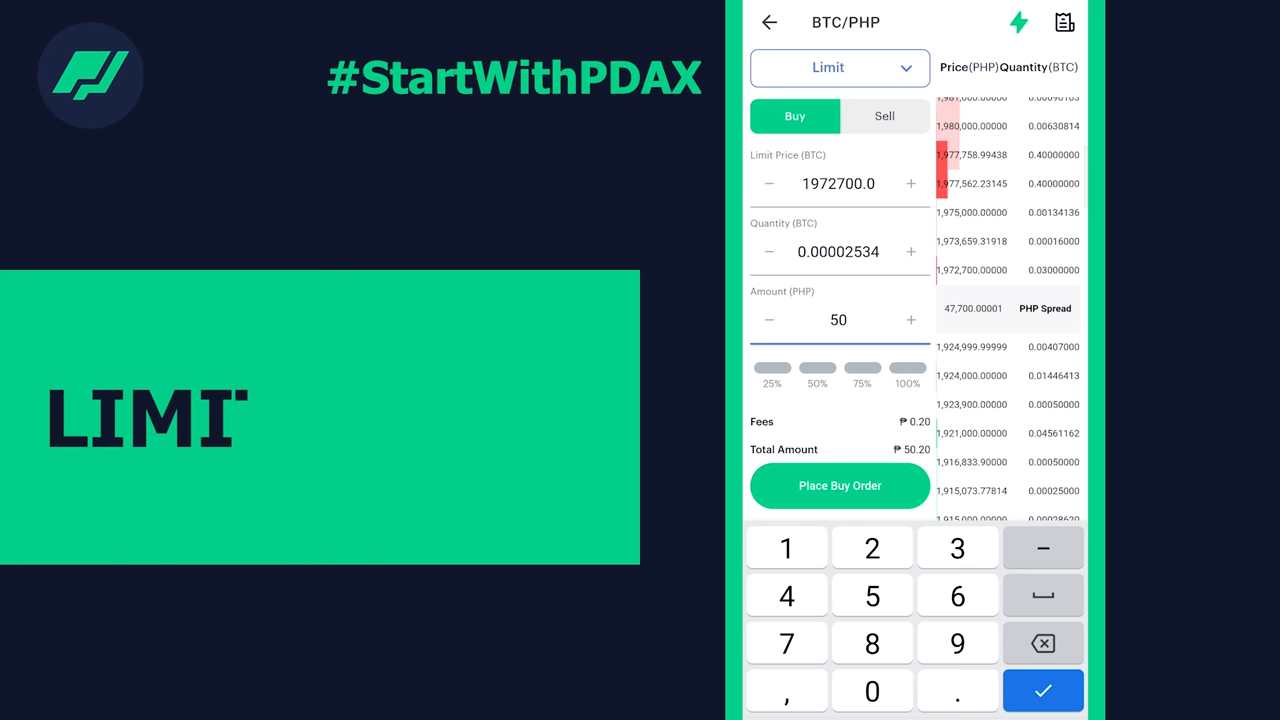 #StartWithPDAX
LIMI
BTC/PHP
Limit
Price(PHP) Quantity(BTC)
Buy
Sell
Limit Price (BTC)
− 1972700.0 +
Quantity (BTC)
− 0.00002534 +
Amount (PHP)
− 50 +
25% 50% 75% 100%
Fees ₱ 0.20
Total Amount ₱ 50.20
Place Buy Order
1,980,000.00000 0.00630814
1,977,758.99438 0.40000000
1,977,562.23145 0.40000000
1,975,000.00000 0.00134136
1,973,659.31918 0.00016000
1,972,700.00000 0.03000000
47,700.00001 PHP Spread
1,924,999.99999 0.00407000
1,924,000.00000 0.01446413
1,923,900.00000 0.00050000
1,921,000.00000 0.04561162
1,916,833.90000 0.00050000
1,915,073.77814 0.00025000
1,915,000.00000 0.00028620
1 2 3 −
4 5 6
7 8 9
, 0 .